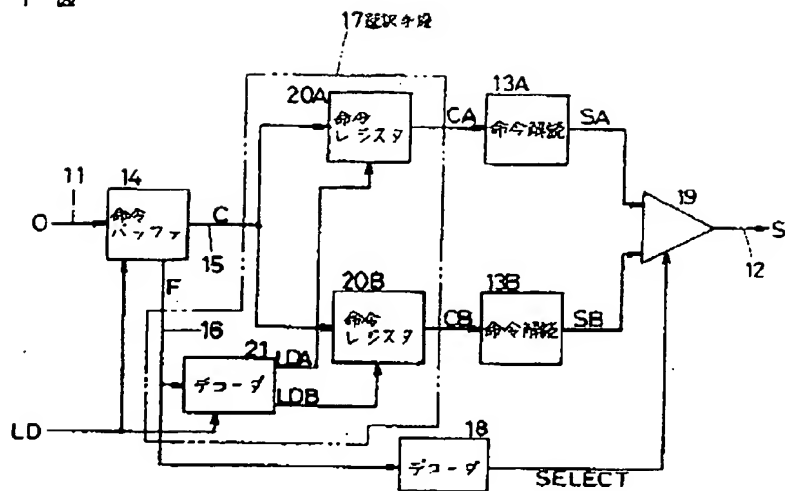 17選択手段
20A
命令
レジスタ
CA
13A
命令解読
SA
11
14
O
命令
バッファ
C
15
19
S
12
F
16
20B
命令
レジスタ
CB
13B
命令解読
SB
21
デコーダ
LDA
LDB
LD
18
デコーダ
SELECT